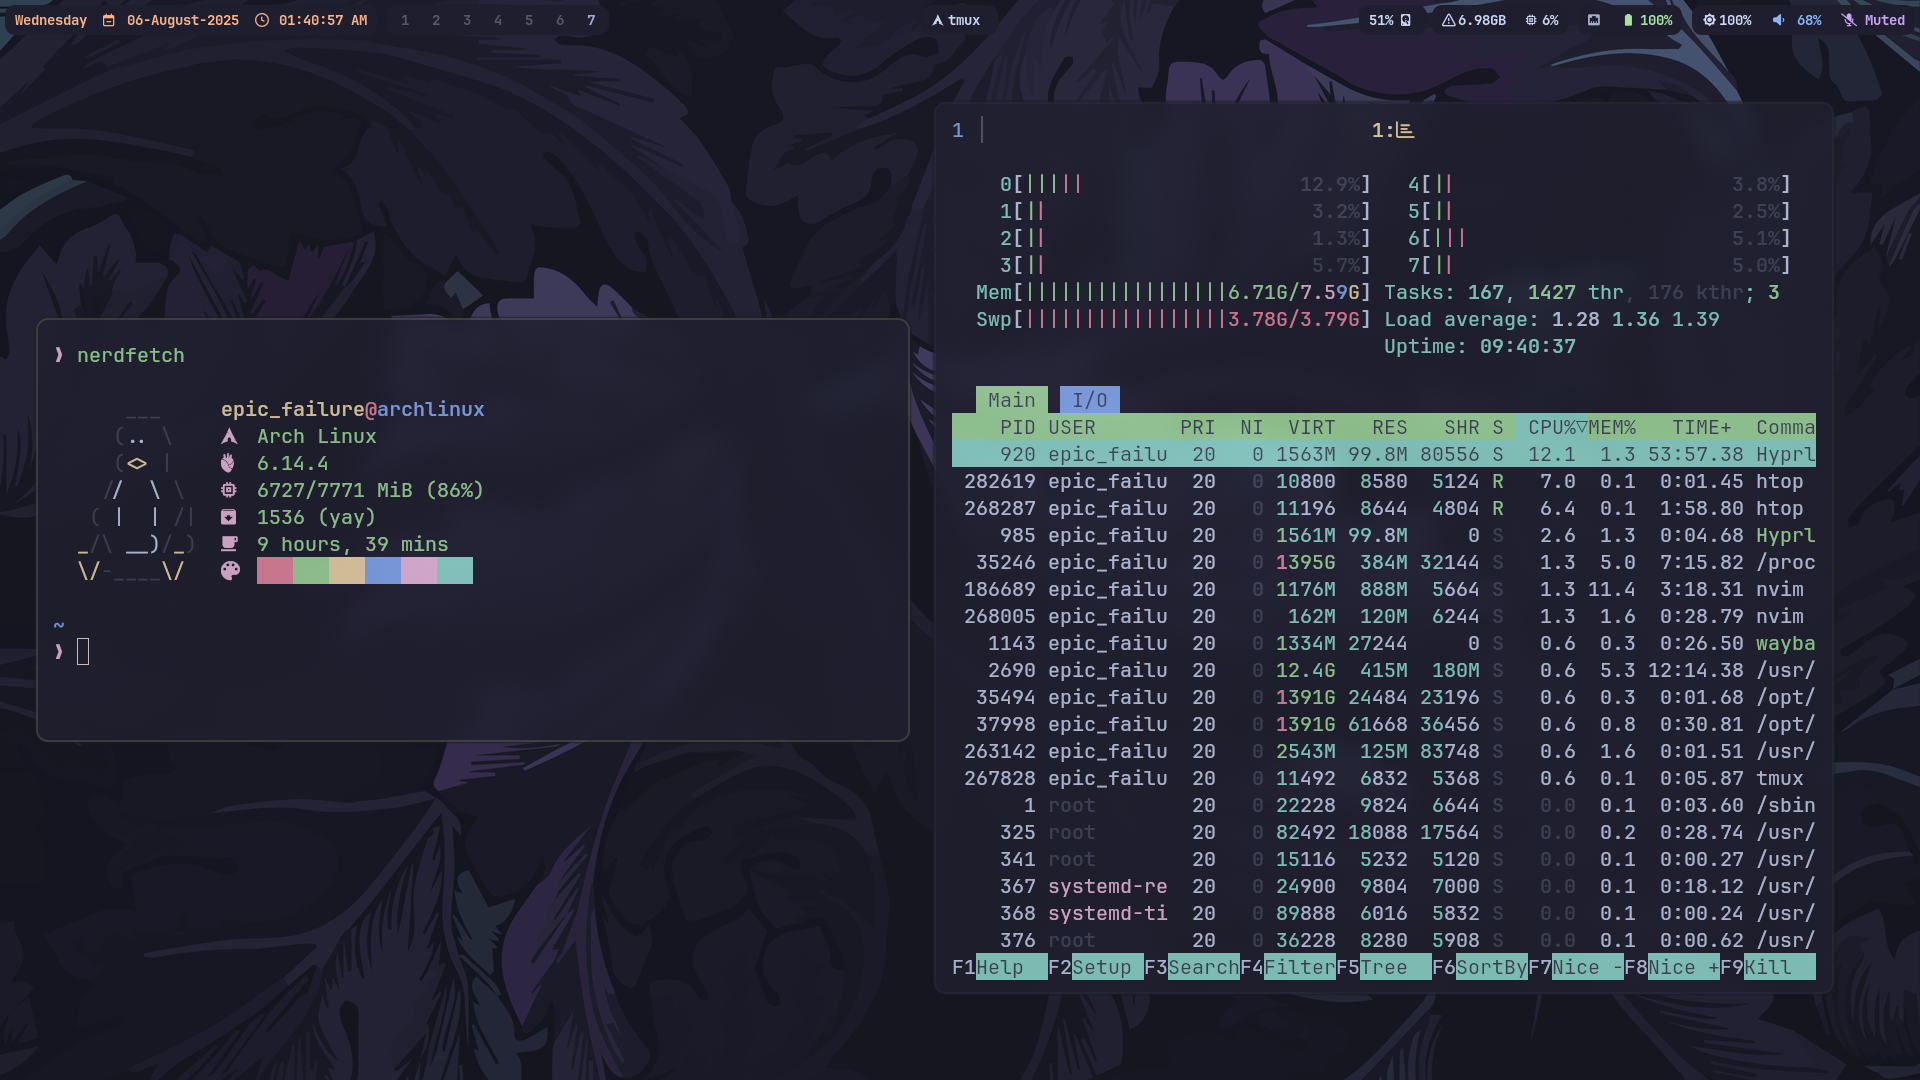 Wednesday 06-August-2025 01:40:57 AM 1 2 3 4 5 6 7 tmux 51% 6.98GB 6% 100% 100% 68% Muted
❫ nerdfetch
epic_failure@archlinux
Arch Linux
6.14.4
6727/7771 MiB (86%)
1536 (yay)
9 hours, 39 mins
~
❫
1 │ 1:
0[||||| 12.9%] 4[|| 3.8%]
1[|| 3.2%] 5[|| 2.5%]
2[|| 1.3%] 6[||| 5.1%]
3[|| 5.7%] 7[|| 5.0%]
Mem[|||||||||||||||||6.71G/7.59G] Tasks: 167, 1427 thr, 176 kthr; 3
Swp[|||||||||||||||||3.78G/3.79G] Load average: 1.28 1.36 1.39
Uptime: 09:40:37
Main I/O
PID USER PRI NI VIRT RES SHR S CPU%▽MEM% TIME+ Comma
920 epic_failu 20 0 1563M 99.8M 80556 S 12.1 1.3 53:57.38 Hyprl
282619 epic_failu 20 0 10800 8580 5124 R 7.0 0.1 0:01.45 htop
268287 epic_failu 20 0 11196 8644 4804 R 6.4 0.1 1:58.80 htop
985 epic_failu 20 0 1561M 99.8M 0 S 2.6 1.3 0:04.68 Hyprl
35246 epic_failu 20 0 1395G 384M 32144 S 1.3 5.0 7:15.82 /proc
186689 epic_failu 20 0 1176M 888M 5664 S 1.3 11.4 3:18.31 nvim
268005 epic_failu 20 0 162M 120M 6244 S 1.3 1.6 0:28.79 nvim
1143 epic_failu 20 0 1334M 27244 0 S 0.6 0.3 0:26.50 wayba
2690 epic_failu 20 0 12.4G 415M 180M S 0.6 5.3 12:14.38 /usr/
35494 epic_failu 20 0 1391G 24484 23196 S 0.6 0.3 0:01.68 /opt/
37998 epic_failu 20 0 1391G 61668 36456 S 0.6 0.8 0:30.81 /opt/
263142 epic_failu 20 0 2543M 125M 83748 S 0.6 1.6 0:01.51 /usr/
267828 epic_failu 20 0 11492 6832 5368 S 0.6 0.1 0:05.87 tmux
1 root 20 0 22228 9824 6644 S 0.0 0.1 0:03.60 /sbin
325 root 20 0 82492 18088 17564 S 0.0 0.2 0:28.74 /usr/
341 root 20 0 15116 5232 5120 S 0.0 0.1 0:00.27 /usr/
367 systemd-re 20 0 24900 9804 7000 S 0.0 0.1 0:18.12 /usr/
368 systemd-ti 20 0 89888 6016 5832 S 0.0 0.1 0:00.24 /usr/
376 root 20 0 36228 8280 5908 S 0.0 0.1 0:00.62 /usr/
F1Help F2Setup F3SearchF4FilterF5Tree F6SortByF7Nice -F8Nice +F9Kill